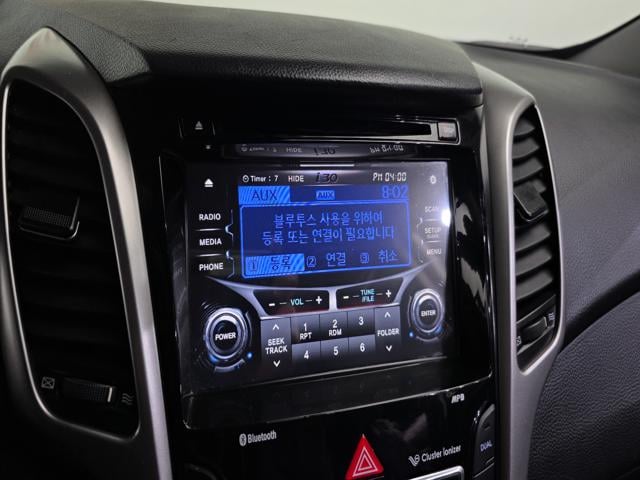 Timer : 7 HIDE i30 PM 04:00
AUX AUX 8:02
블루투스 사용을 위하여
등록 또는 연결이 필요합니다
1 등록 2 연결 3 취소
RADIO
MEDIA
PHONE
SCAN
SETUP
MENU
- VOL +
- TUNE /FILE +
POWER
ENTER
SEEK
TRACK
1 RPT
2 RDM
3
4
5
6
FOLDER
MP3
Bluetooth
Cluster Ionizer
DUAL